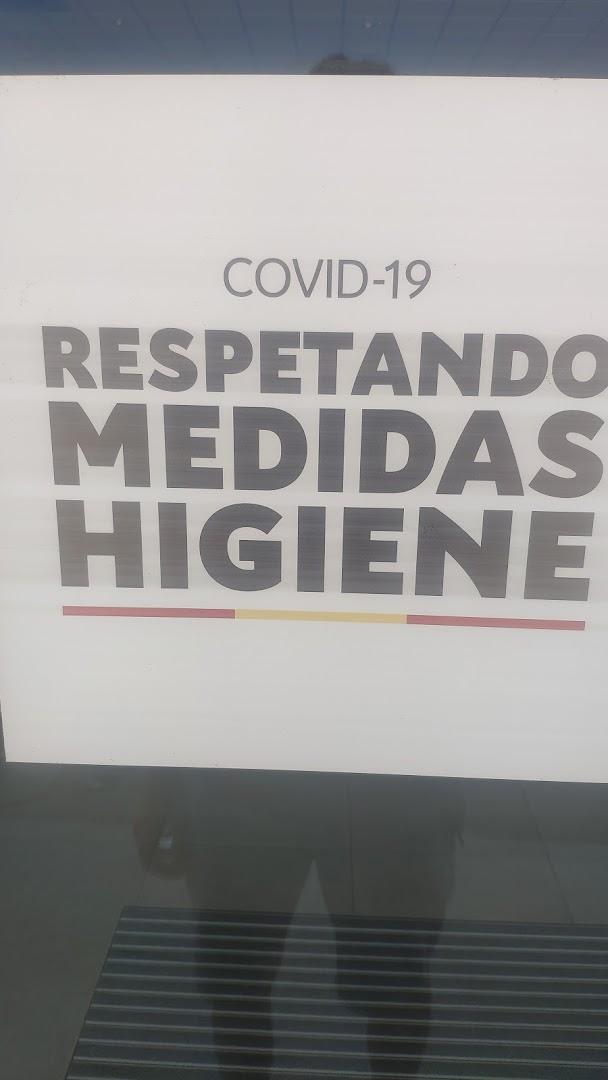 COVID-19
RESPETANDO
MEDIDAS
HIGIENE